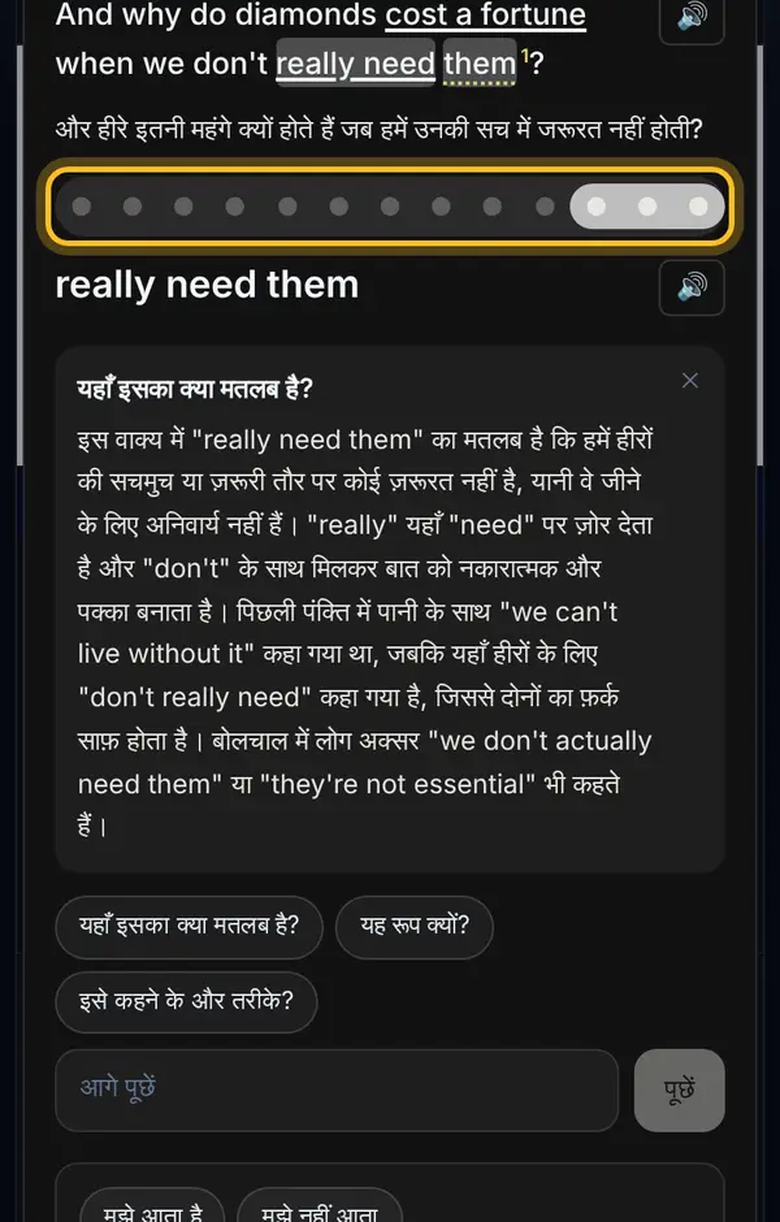 And why do diamonds cost a fortune
when we don't really need them¹?
और हीरे इतनी महंगे क्यों होते हैं जब हमें उनकी सच में जरूरत नहीं होती?
really need them
यहाँ इसका क्या मतलब है?
इस वाक्य में "really need them" का मतलब है कि हमें हीरों
की सचमुच या ज़रूरी तौर पर कोई ज़रूरत नहीं है, यानी वे जीने
के लिए अनिवार्य नहीं हैं। "really" यहाँ "need" पर ज़ोर देता
है और "don't" के साथ मिलकर बात को नकारात्मक और
पक्का बनाता है। पिछली पंक्ति में पानी के साथ "we can't
live without it" कहा गया था, जबकि यहाँ हीरों के लिए
"don't really need" कहा गया है, जिससे दोनों का फ़र्क
साफ़ होता है। बोलचाल में लोग अक्सर "we don't actually
need them" या "they're not essential" भी कहते
हैं।
यहाँ इसका क्या मतलब है? यह रूप क्यों?
इसे कहने के और तरीके?
आगे पूछें पूछें
मुझे आता है मुझे नहीं आता